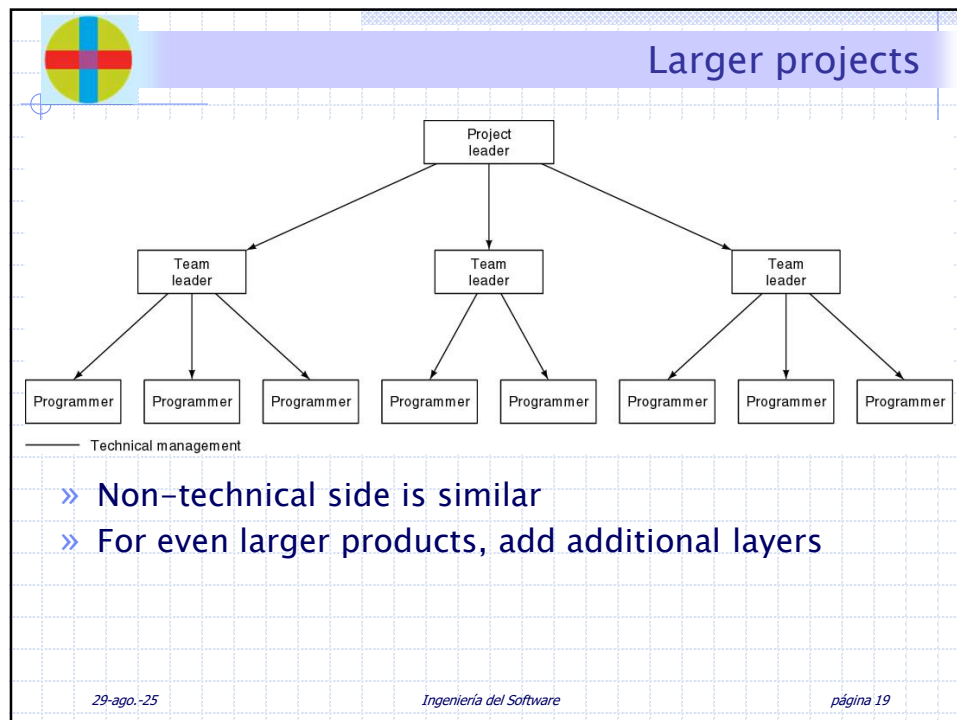 Larger projects
Project
leader
Team
leader
Team
leader
Team
leader
Programmer
Programmer
Programmer
Programmer
Programmer
Programmer
Programmer
Programmer
Technical management
» Non-technical side is similar
» For even larger products, add additional layers
29-ago.-25
Ingeniería del Software
página 19